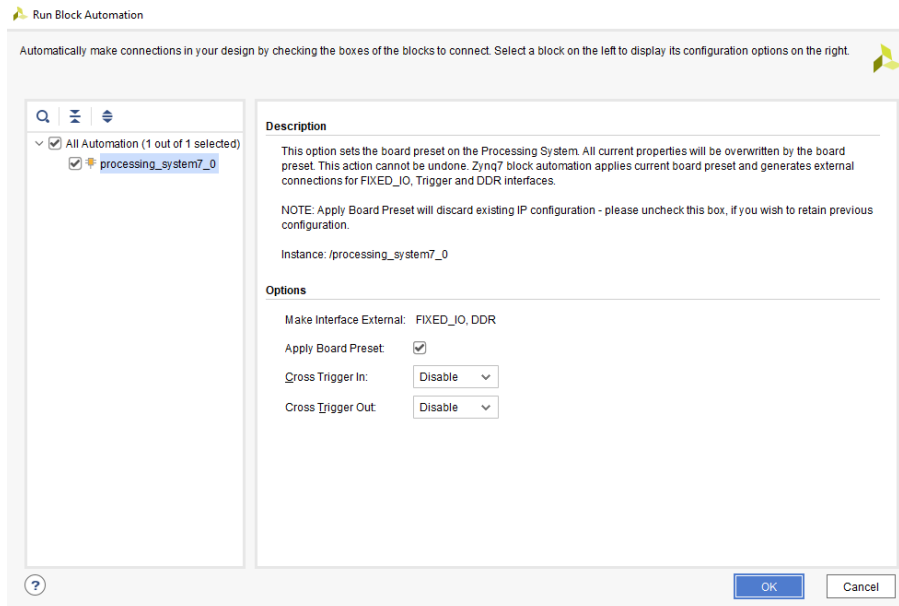 Run Block Automation
Automatically make connections in your design by checking the boxes of the blocks to connect. Select a block on the left to display its configuration options on the right.
All Automation (1 out of 1 selected)
processing_system7_0
Description
This option sets the board preset on the Processing System. All current properties will be overwritten by the board
preset. This action cannot be undone. Zynq7 block automation applies current board preset and generates external
connections for FIXED_IO, Trigger and DDR interfaces.
NOTE: Apply Board Preset will discard existing IP configuration - please uncheck this box, if you wish to retain previous
configuration.
Instance: /processing_system7_0
Options
Make Interface External: FIXED_IO, DDR
Apply Board Preset:
Cross Trigger In: Disable
Cross Trigger Out: Disable
?
OK
Cancel